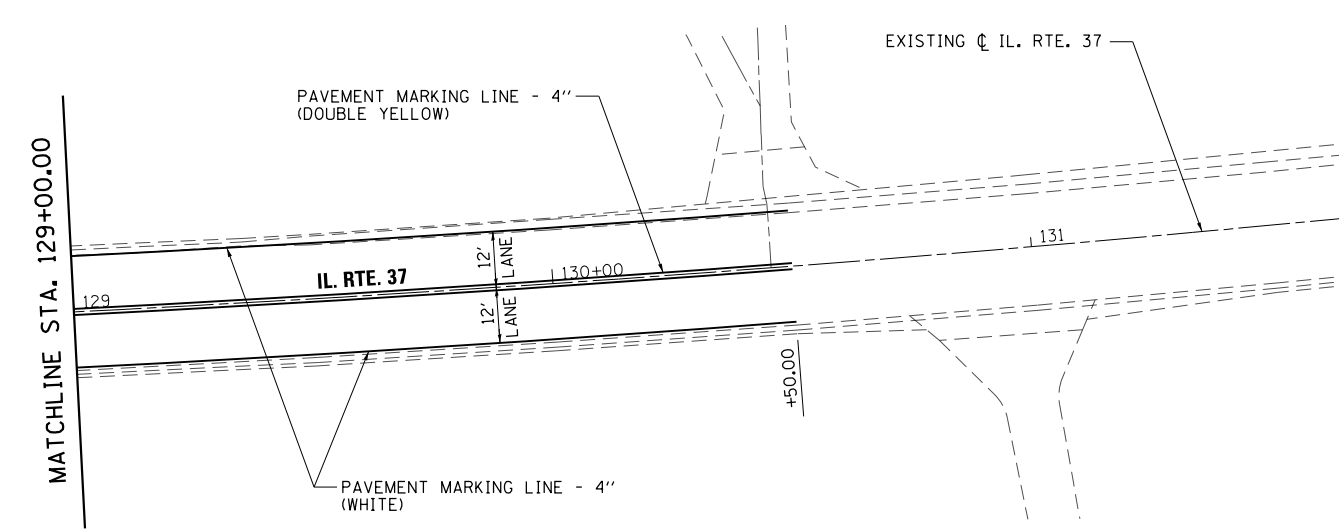 EXISTING ℄ IL. RTE. 37
PAVEMENT MARKING LINE - 4''
(DOUBLE YELLOW)
MATCHLINE STA. 129+00.00
129
IL. RTE. 37
12'
LANE
12'
LANE
130+00
131
+50.00
PAVEMENT MARKING LINE - 4''
(WHITE)